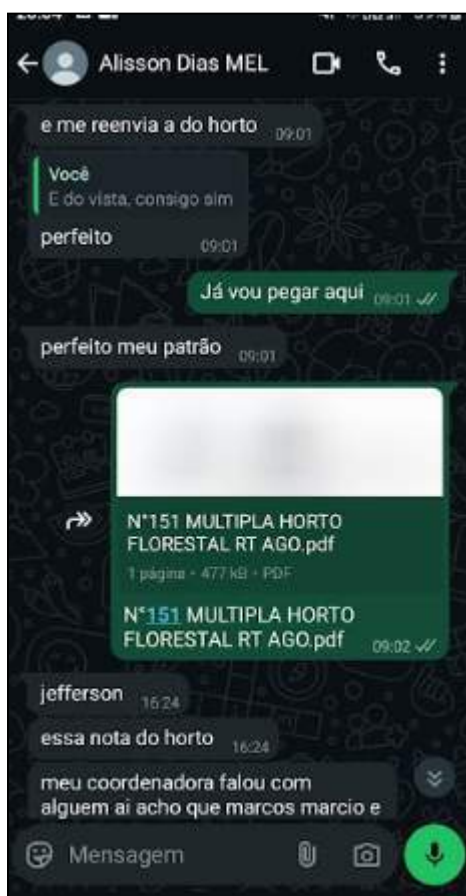 Alisson Dias MEL
e me reenvia a do horto 09:01
Você
E do vista, consigo sim
perfeito 09:01
Já vou pegar aqui 09:01
perfeito meu patrão 09:01
N°151 MULTIPLA HORTO
FLORESTAL RT AGO.pdf
1 página • 477 kB • PDF
N°151 MULTIPLA HORTO
FLORESTAL RT AGO.pdf 09:02
jefferson 16:24
essa nota do horto 16:24
meu coordenadora falou com
alguem ai acho que marcos marcio e
Mensagem